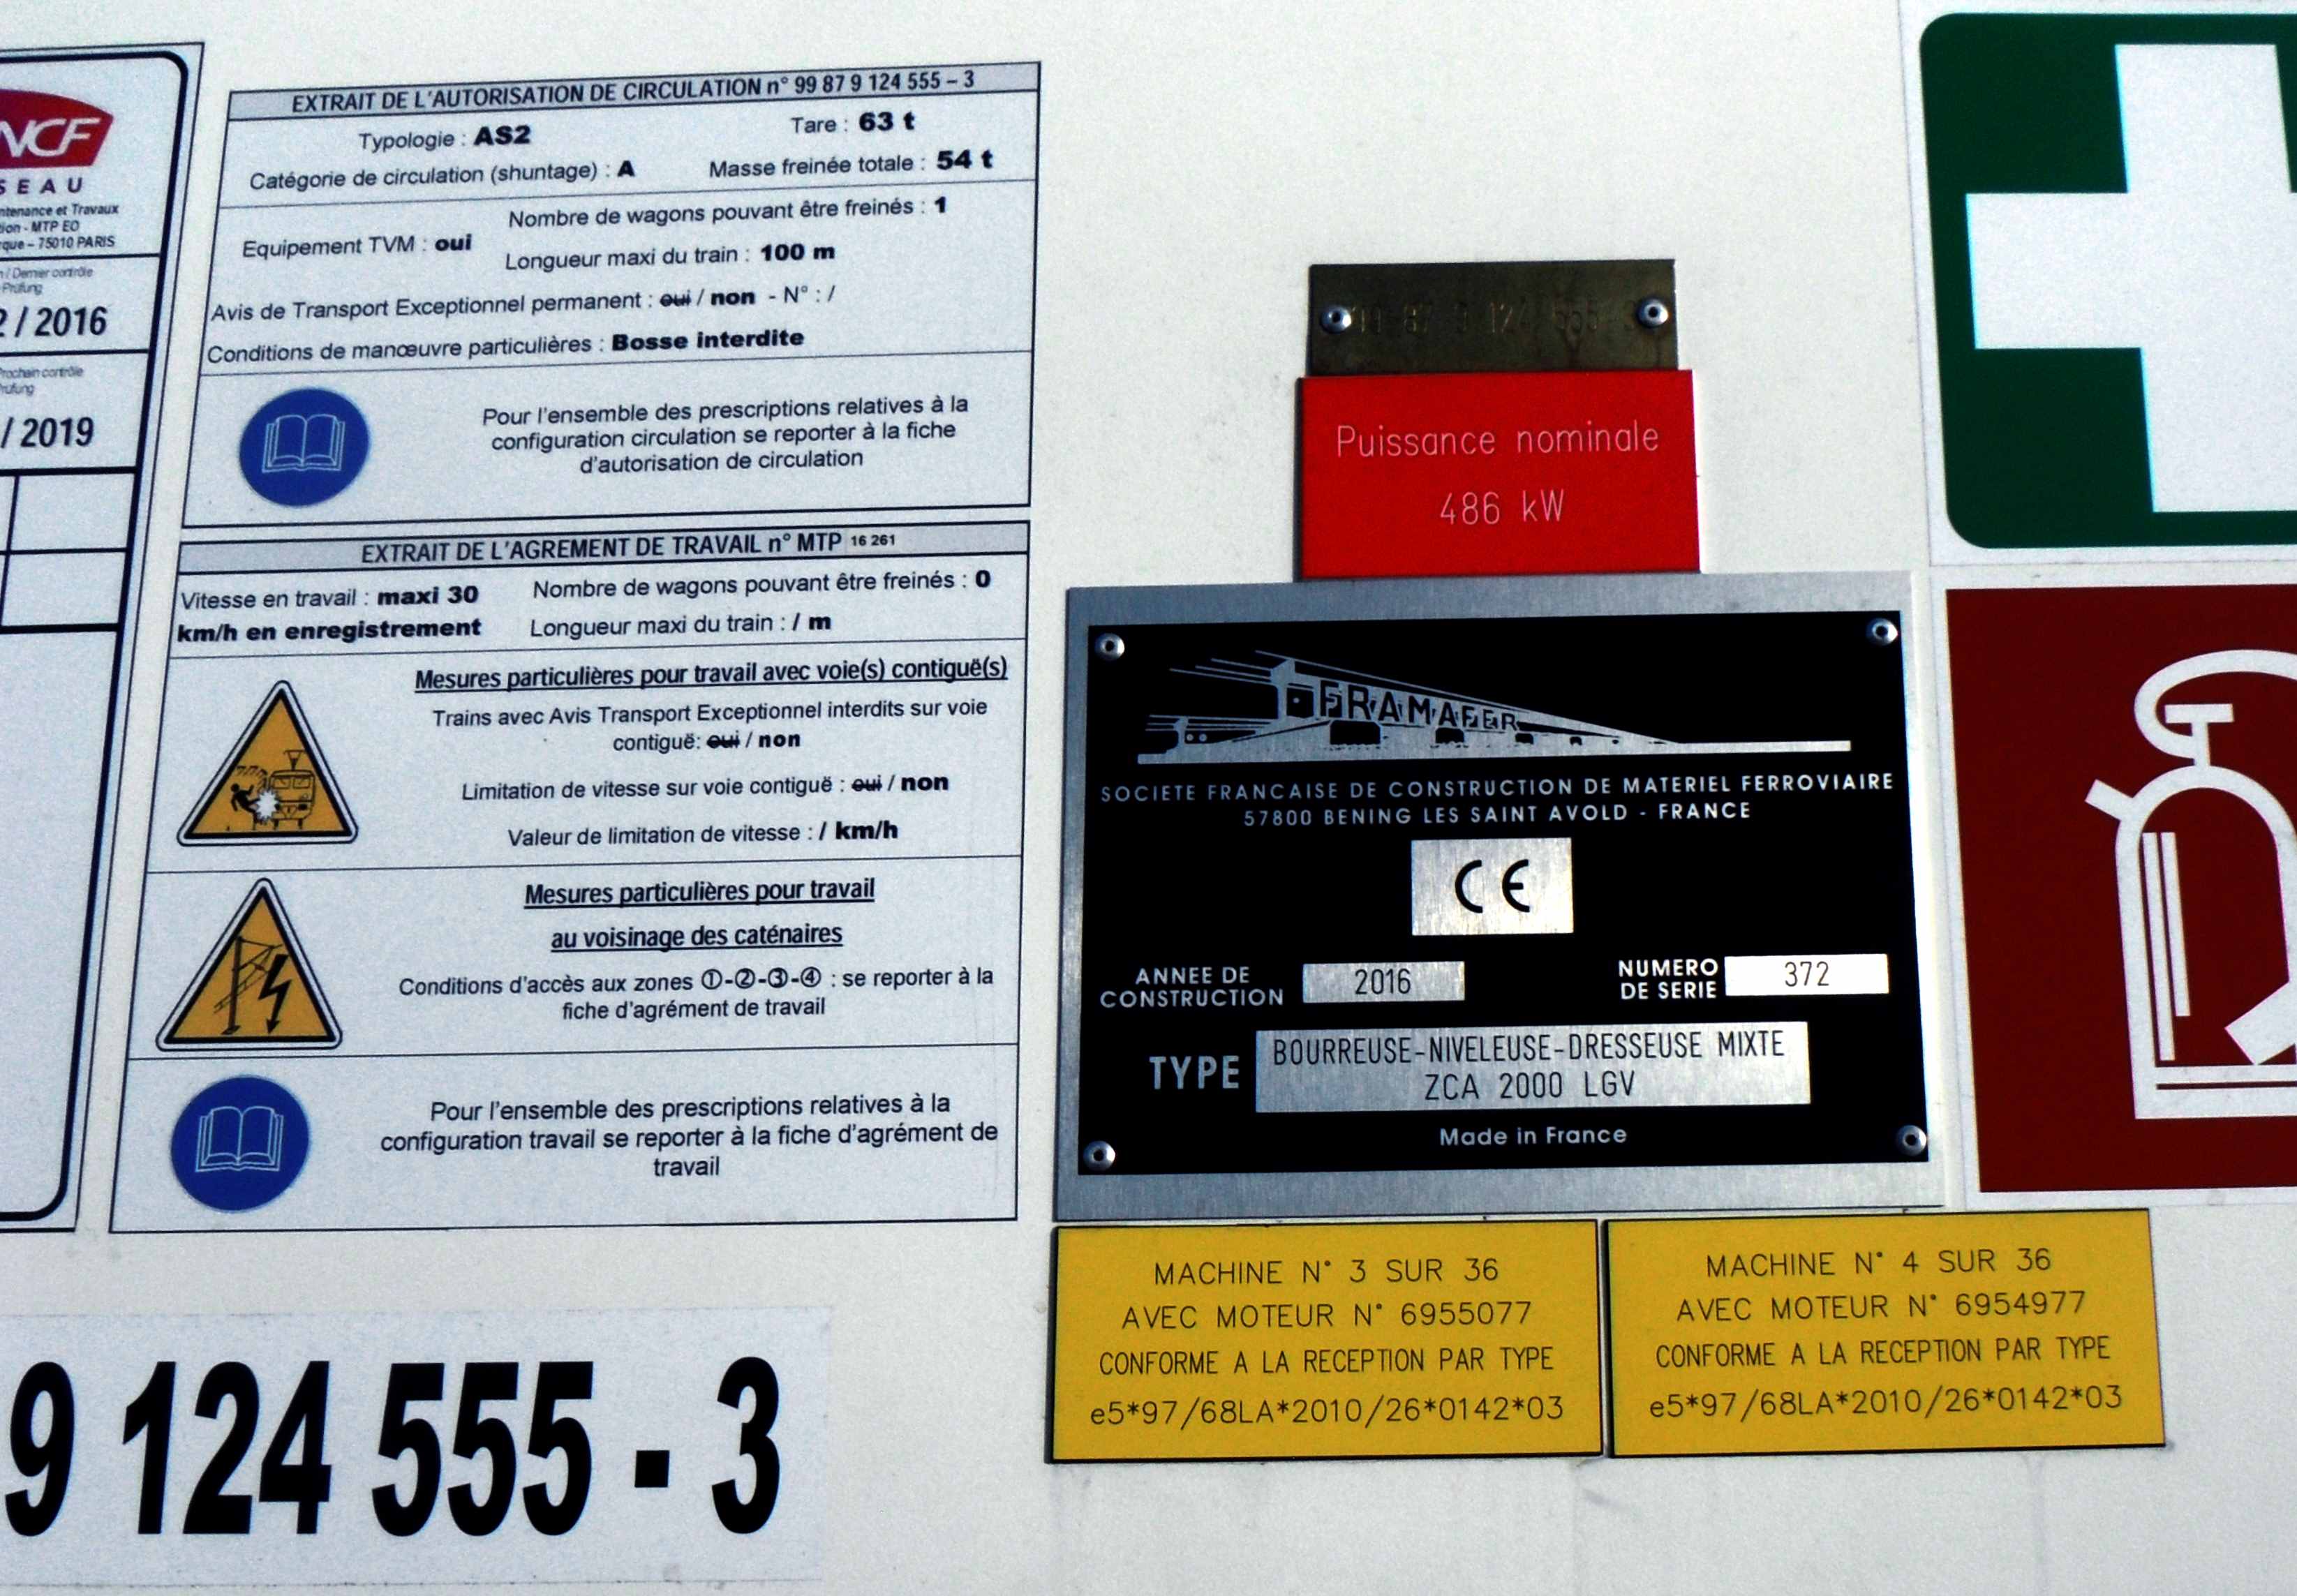 NCF
SEAU
ntenance et Travaux
ion - MTP EO
rque – 75010 PARIS
n / Dernier contrôle
Prüfung
2 / 2016
Prochain contrôle
rüfung
/ 2019
EXTRAIT DE L'AUTORISATION DE CIRCULATION n° 99 87 9 124 555 – 3
Typologie : AS2
Tare : 63 t
Catégorie de circulation (shuntage) : A
Masse freinée totale : 54 t
Nombre de wagons pouvant être freinés : 1
Equipement TVM : oui
Longueur maxi du train : 100 m
Avis de Transport Exceptionnel permanent : oui / non - N° : /
Conditions de manœuvre particulières : Bosse interdite
Pour l'ensemble des prescriptions relatives à la
configuration circulation se reporter à la fiche
d'autorisation de circulation
EXTRAIT DE L'AGREMENT DE TRAVAIL n° MTP 16 261
Vitesse en travail : maxi 30
km/h en enregistrement
Nombre de wagons pouvant être freinés : 0
Longueur maxi du train : / m
Mesures particulières pour travail avec voie(s) contiguë(s)
Trains avec Avis Transport Exceptionnel interdits sur voie
contiguë: oui / non
Limitation de vitesse sur voie contiguë : oui / non
Valeur de limitation de vitesse : / km/h
Mesures particulières pour travail
au voisinage des caténaires
Conditions d'accès aux zones ①-②-③-④ : se reporter à la
fiche d'agrément de travail
Pour l'ensemble des prescriptions relatives à la
configuration travail se reporter à la fiche d'agrément de
travail
9 124 555 - 3
99 87 9 124 555 3
Puissance nominale
486 kW
FRAMAFER
SOCIETE FRANCAISE DE CONSTRUCTION DE MATERIEL FERROVIAIRE
57800 BENING LES SAINT AVOLD - FRANCE
CE
ANNEE DE
CONSTRUCTION
2016
NUMERO
DE SERIE
372
TYPE
BOURREUSE-NIVELEUSE-DRESSEUSE MIXTE
ZCA 2000 LGV
Made in France
MACHINE N° 3 SUR 36
AVEC MOTEUR N° 6955077
CONFORME A LA RECEPTION PAR TYPE
e5*97/68LA*2010/26*0142*03
MACHINE N° 4 SUR 36
AVEC MOTEUR N° 6954977
CONFORME A LA RECEPTION PAR TYPE
e5*97/68LA*2010/26*0142*03